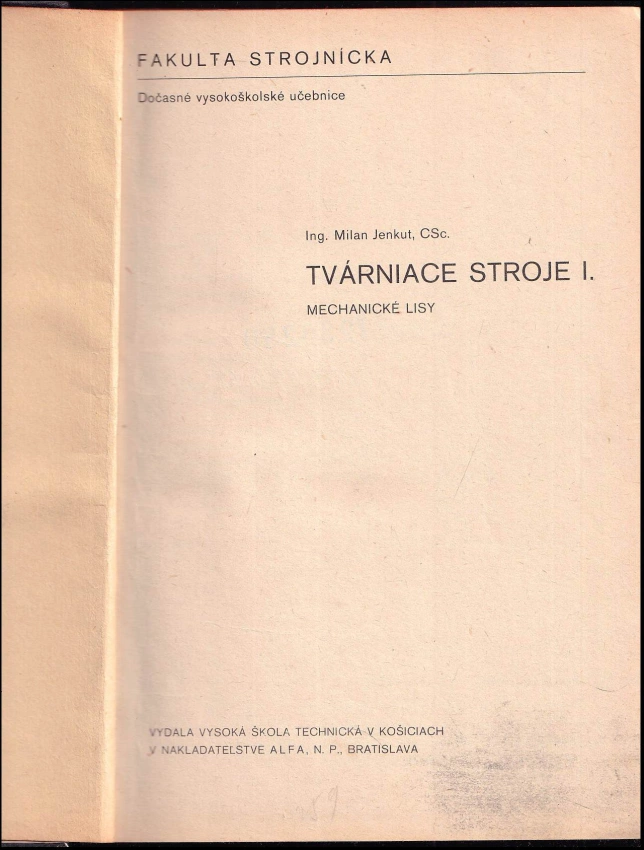 FAKULTA STROJNÍCKA
Dočasné vysokoškolské učebnice
Ing. Milan Jenkut, CSc.
TVÁRNIACE STROJE I.
MECHANICKÉ LISY
VYDALA VYSOKÁ ŠKOLA TECHNICKÁ V KOŠICIACH
V NAKLADATEĽSTVE ALFA, N. P., BRATISLAVA